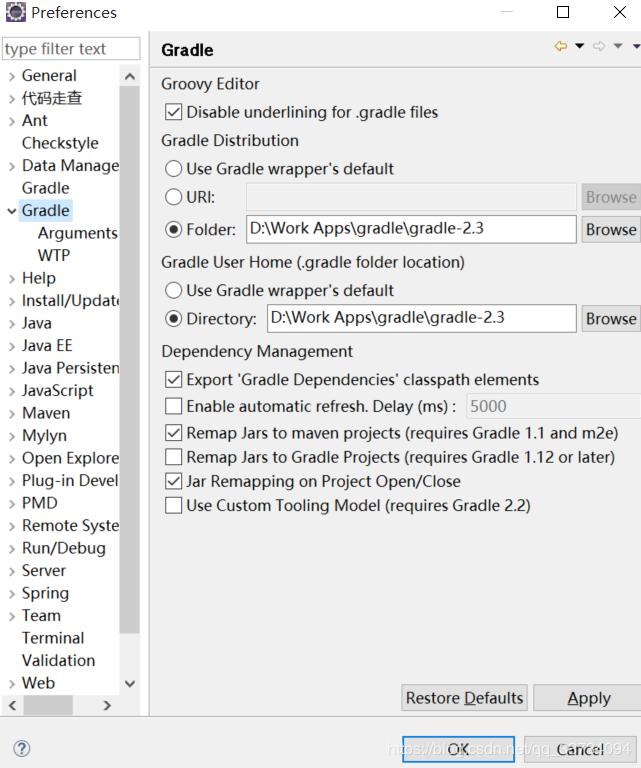 Preferences
type filter text
General
代码走查
Ant
Checkstyle
Data Manage
Gradle
Gradle
Arguments
WTP
Help
Install/Update
Java
Java EE
Java Persisten
JavaScript
Maven
Mylyn
Open Explore
Plug-in Devel
PMD
Remote Syste
Run/Debug
Server
Spring
Team
Terminal
Validation
Web
Gradle
Groovy Editor
Disable underlining for .gradle files
Gradle Distribution
Use Gradle wrapper's default
URI:
Browse
Folder: D:\Work Apps\gradle\gradle-2.3 Browse
Gradle User Home (.gradle folder location)
Use Gradle wrapper's default
Directory: D:\Work Apps\gradle\gradle-2.3 Browse
Dependency Management
Export 'Gradle Dependencies' classpath elements
Enable automatic refresh. Delay (ms) : 5000
Remap Jars to maven projects (requires Gradle 1.1 and m2e)
Remap Jars to Gradle Projects (requires Gradle 1.12 or later)
Jar Remapping on Project Open/Close
Use Custom Tooling Model (requires Gradle 2.2)
Restore Defaults Apply
OK Cancel